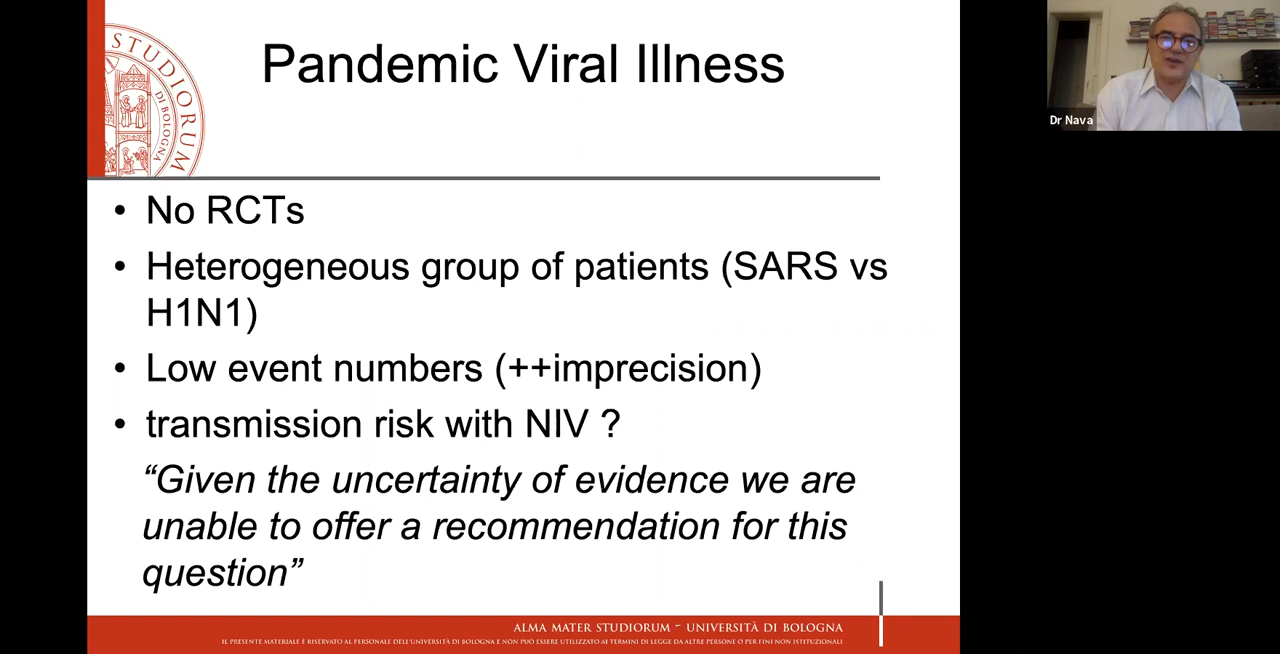 STUDIORUM
DI BOLOGNA
Pandemic Viral Illness
Dr Nava
• No RCTs
• Heterogeneous group of patients (SARS vs
H1N1)
• Low event numbers (++imprecision)
• transmission risk with NIV ?
“Given the uncertainty of evidence we are
unable to offer a recommendation for this
question”
ALMA MATER STUDIORUM ~ UNIVERSITÀ DI BOLOGNA
IL PRESENTE MATERIALE È RISERVATO AL PERSONALE DELL'UNIVERSITÀ DI BOLOGNA E NON PUÒ ESSERE UTILIZZATO AI TERMINI DI LEGGE DA ALTRE PERSONE O PER FINI NON ISTITUZIONALI